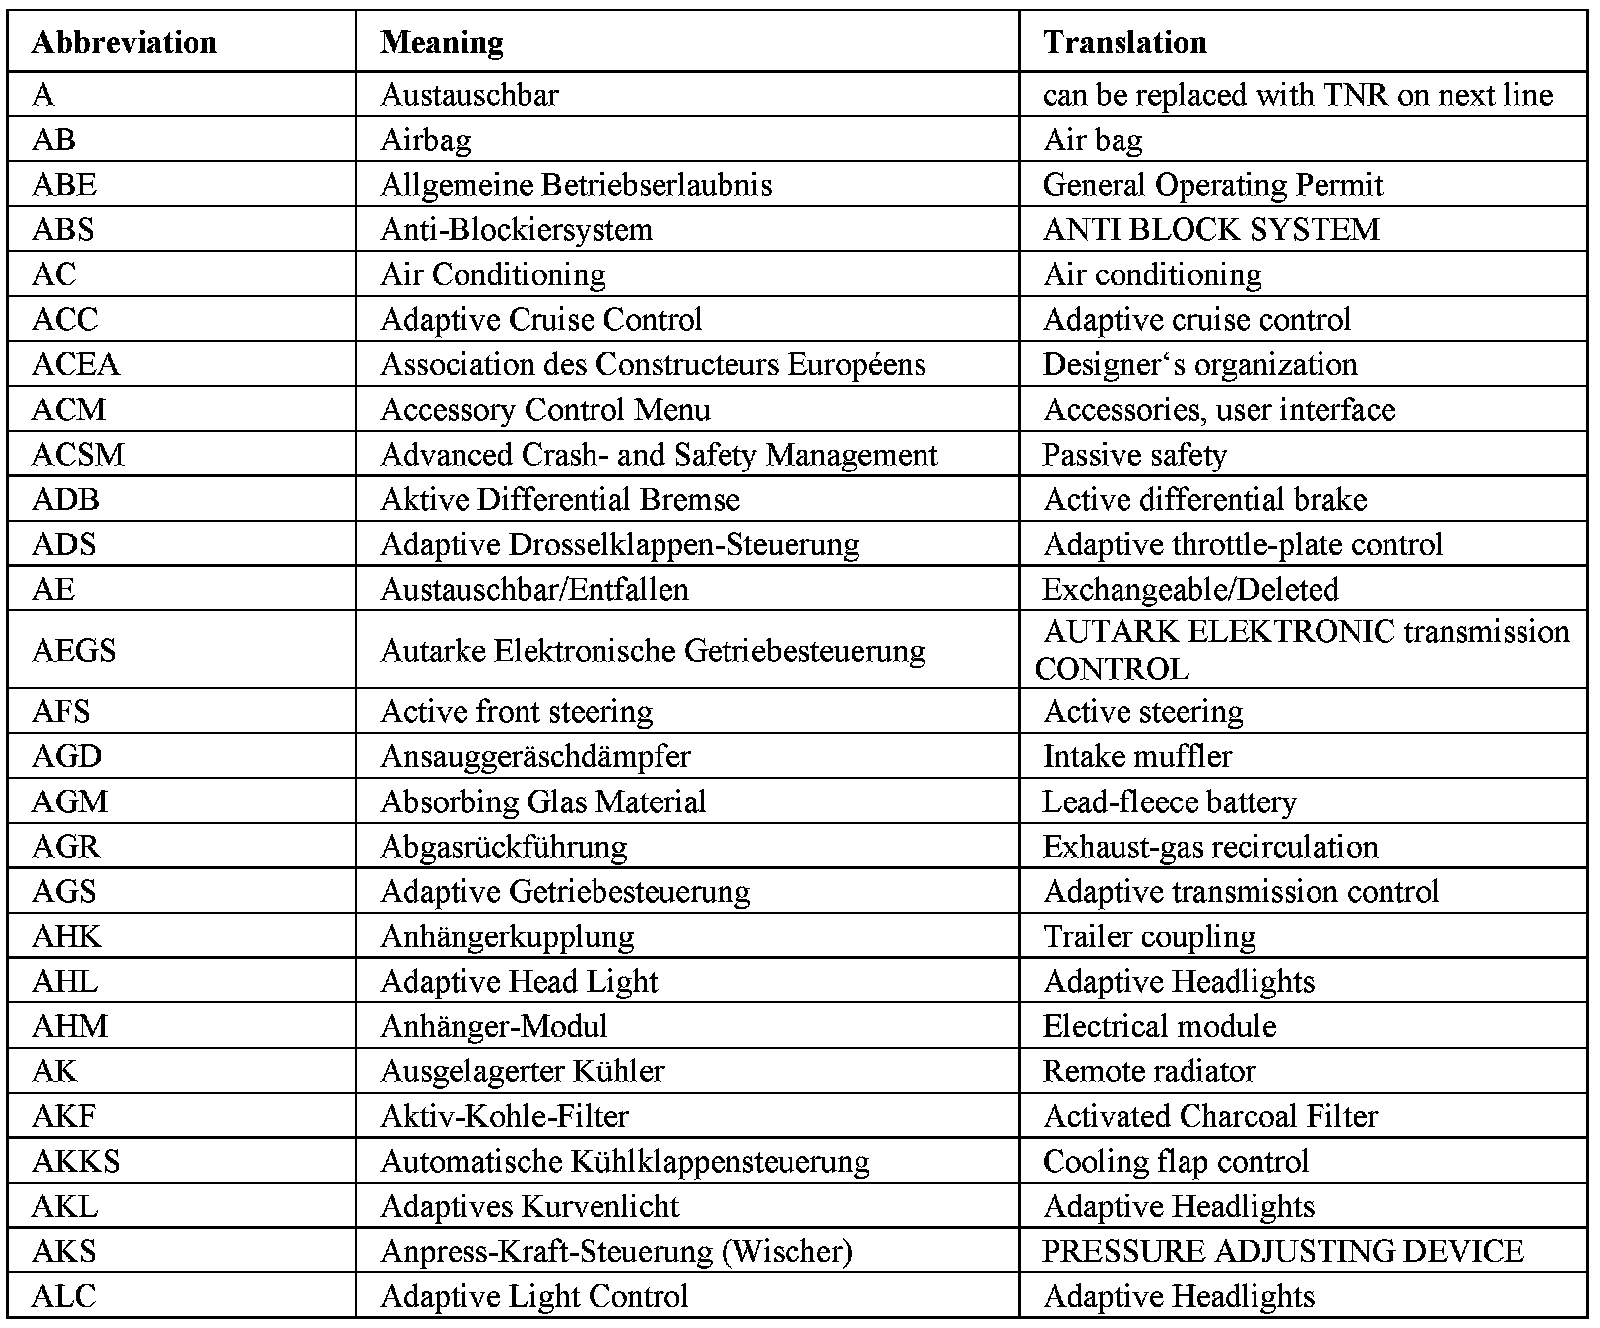 Abbreviation Meaning Translation
A Austauschbar can be replaced with TNR on next line
AB Airbag Air bag
ABE Allgemeine Betriebserlaubnis General Operating Permit
ABS Anti-Blockiersystem ANTI BLOCK SYSTEM
AC Air Conditioning Air conditioning
ACC Adaptive Cruise Control Adaptive cruise control
ACEA Association des Constructeurs Européens Designer‘s organization
ACM Accessory Control Menu Accessories, user interface
ACSM Advanced Crash- and Safety Management Passive safety
ADB Aktive Differential Bremse Active differential brake
ADS Adaptive Drosselklappen-Steuerung Adaptive throttle-plate control
AE Austauschbar/Entfallen Exchangeable/Deleted
AEGS Autarke Elektronische Getriebesteuerung AUTARK ELEKTRONIC transmission
CONTROL
AFS Active front steering Active steering
AGD Ansauggeräschdämpfer Intake muffler
AGM Absorbing Glas Material Lead-fleece battery
AGR Abgasrückführung Exhaust-gas recirculation
AGS Adaptive Getriebesteuerung Adaptive transmission control
AHK Anhängerkupplung Trailer coupling
AHL Adaptive Head Light Adaptive Headlights
AHM Anhänger-Modul Electrical module
AK Ausgelagerter Kühler Remote radiator
AKF Aktiv-Kohle-Filter Activated Charcoal Filter
AKKS Automatische Kühlklappensteuerung Cooling flap control
AKL Adaptives Kurvenlicht Adaptive Headlights
AKS Anpress-Kraft-Steuerung (Wischer) PRESSURE ADJUSTING DEVICE
ALC Adaptive Light Control Adaptive Headlights